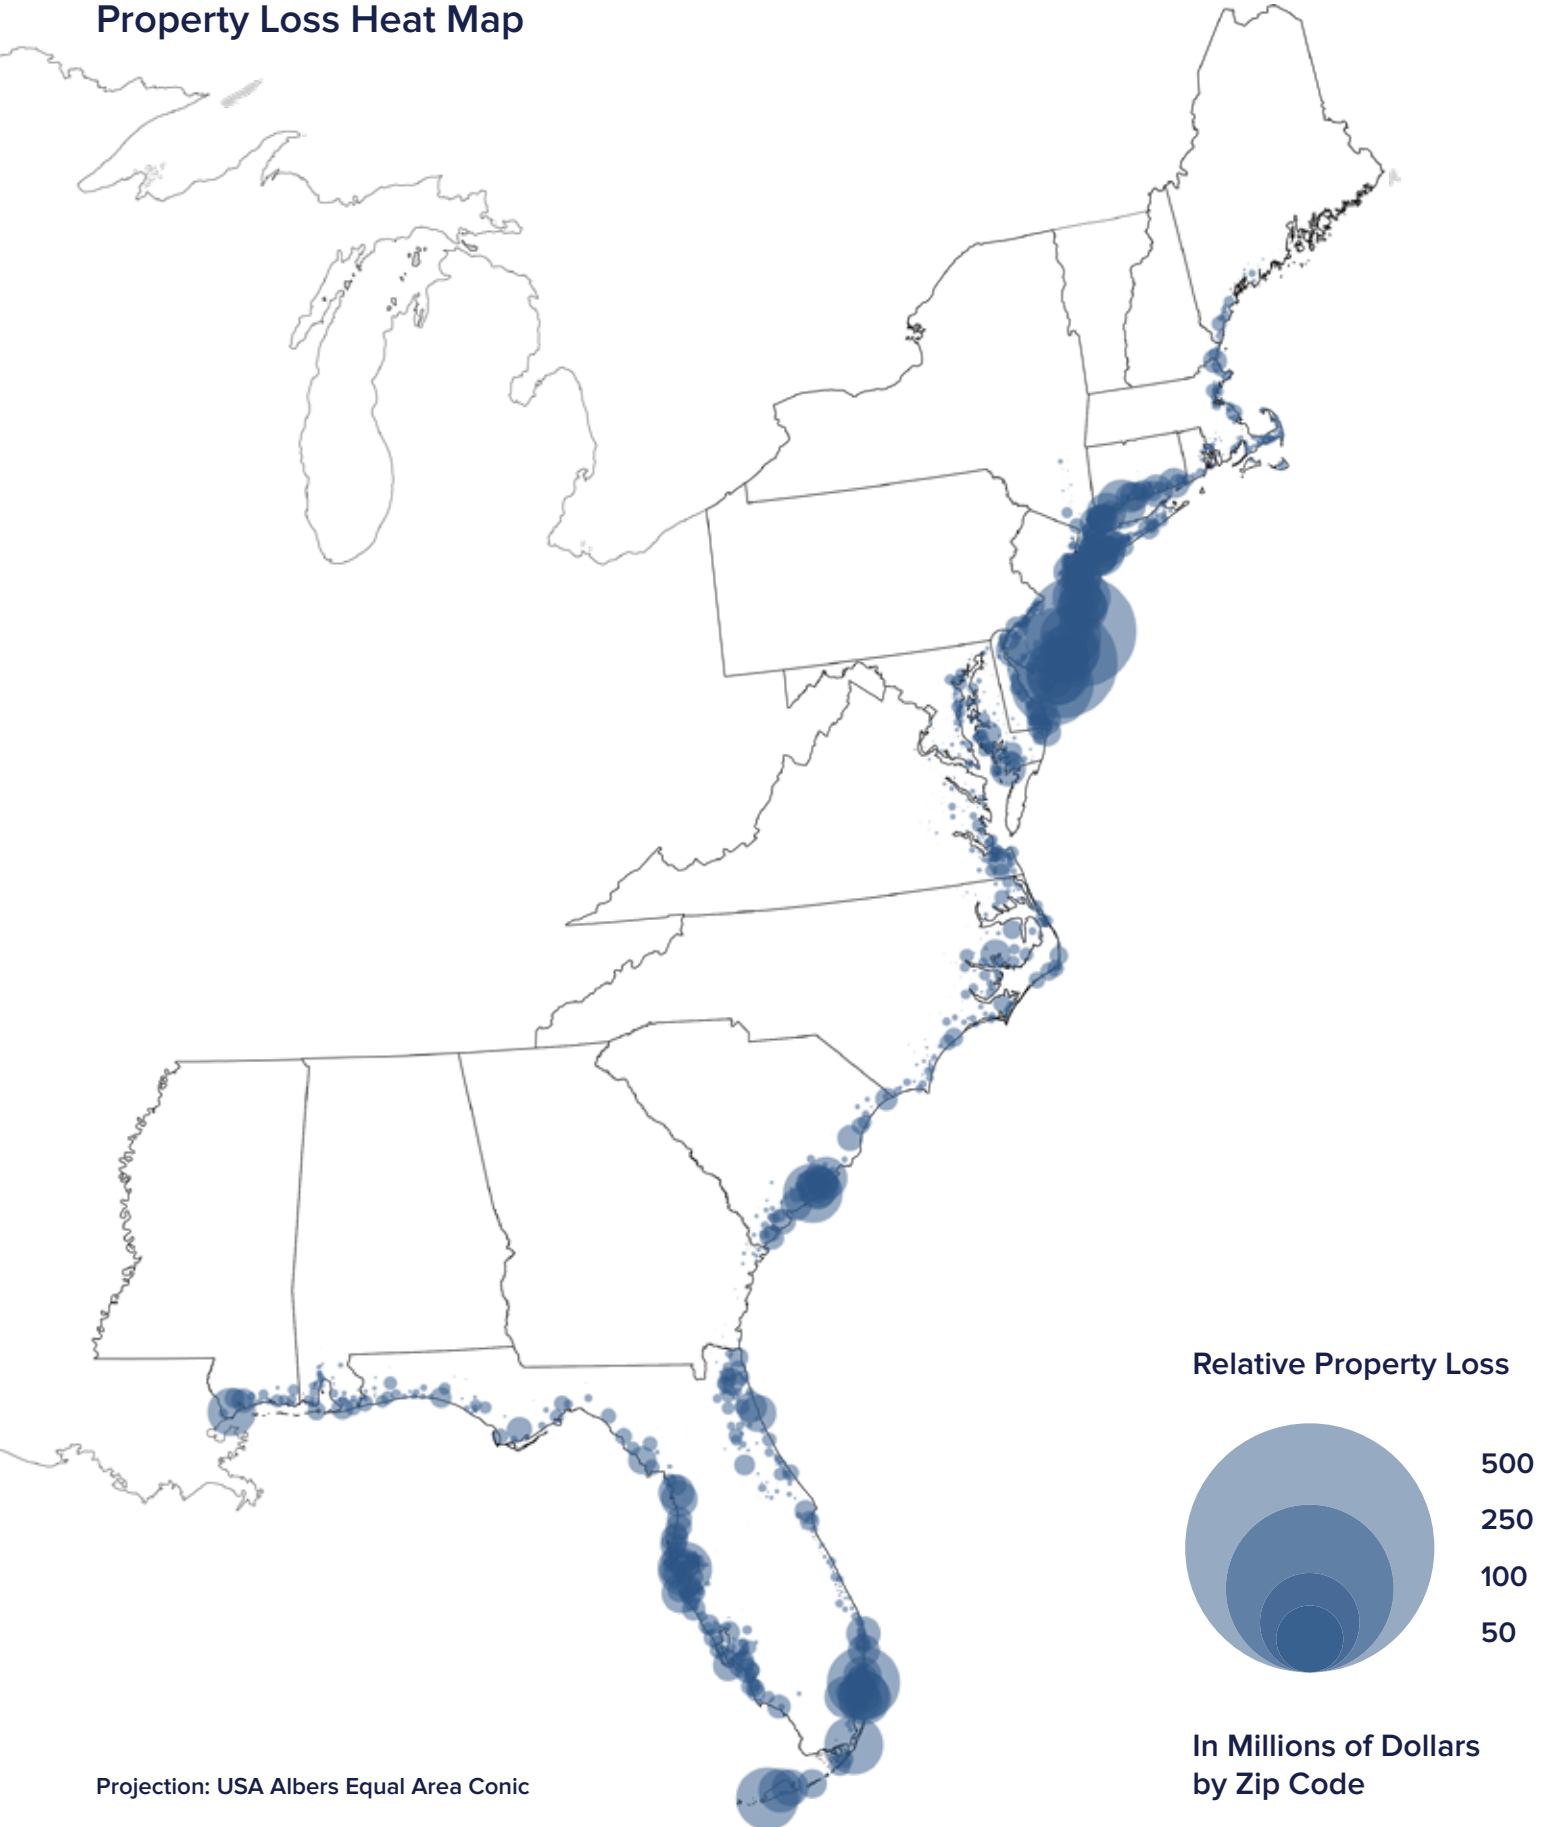 Property Loss Heat Map
Relative Property Loss
500
250
100
50
In Millions of Dollars
by Zip Code
Projection: USA Albers Equal Area Conic